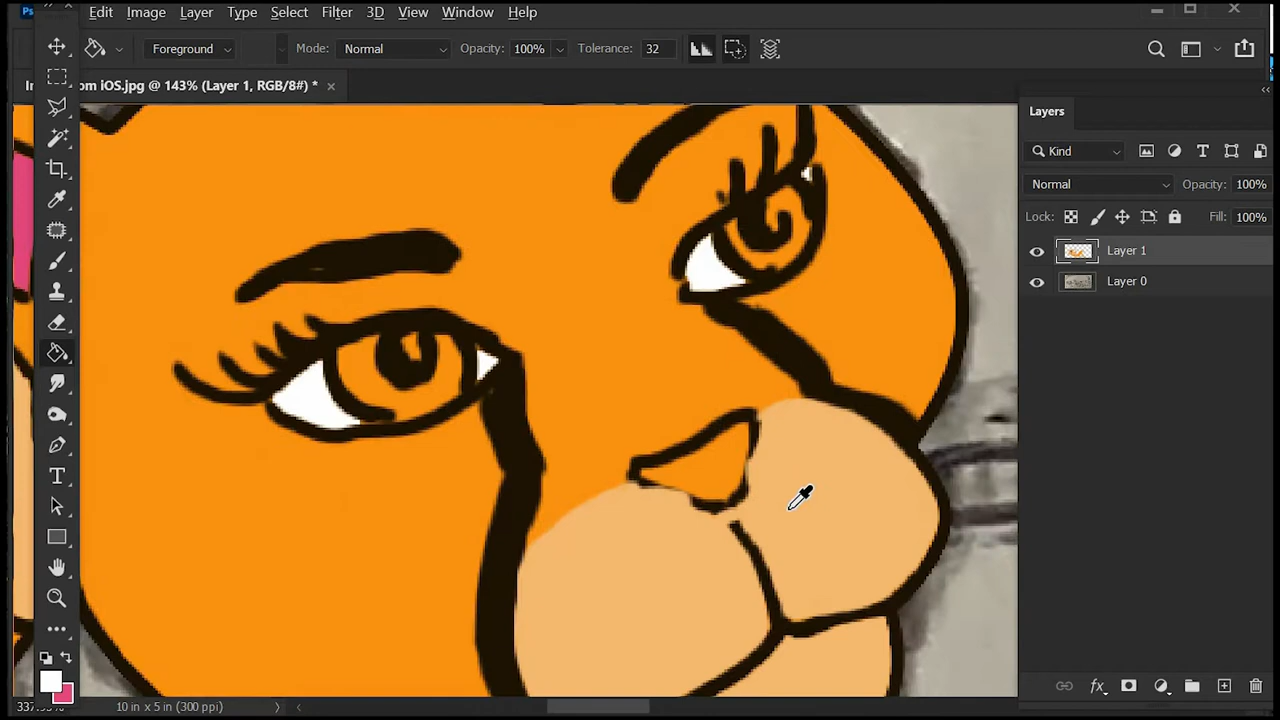 Ps Edit Image Layer Type Select Filter 3D View Window Help
Foreground Mode: Normal Opacity: 100% Tolerance: 32
om iOS.jpg @ 143% (Layer 1, RGB/8#) * ×
Layers
Kind
Normal Opacity: 100%
Lock: Fill: 100%
Layer 1
Layer 0
fx
10 in x 5 in (300 ppi)